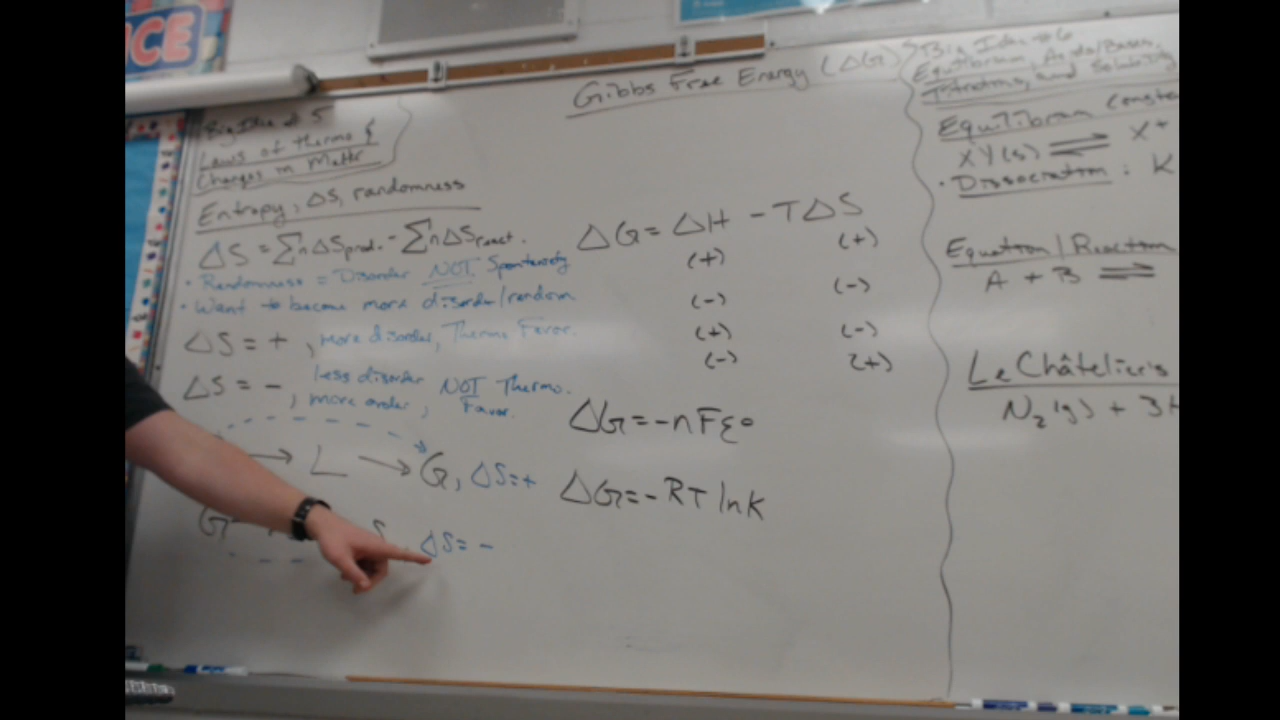 NCE
Big Idea # 5
Laws of Thermo &
Changes in Matter
Entropy, ΔS, randomness
ΔS = ∑nΔSprod. - ∑nΔSreact.
• Randomness = Disorder NOT Spontaneity
• Want to become more disorder/random
ΔS = + , more disorder, Thermo Favor.
ΔS = - , less disorder NOT Thermo.
more order, Favor.
→ L → G, ΔS=+
G
S, ΔS= -
Gibbs Free Energy (ΔG)
ΔG = ΔH - TΔS
(+) (+)
(-) (-)
(+) (-)
(-) (+)
ΔG=-nFε°
ΔG=-RT lnK
Big Idea #6
Equilibrium, Acids/Bases,
Titrations, and Solubility
Equilibrium Const
XY(s) ⇌ X+
• Dissociation : K
Equation/Reaction
A + B ⇌
Le Châtelier's
N₂(g) + 3H